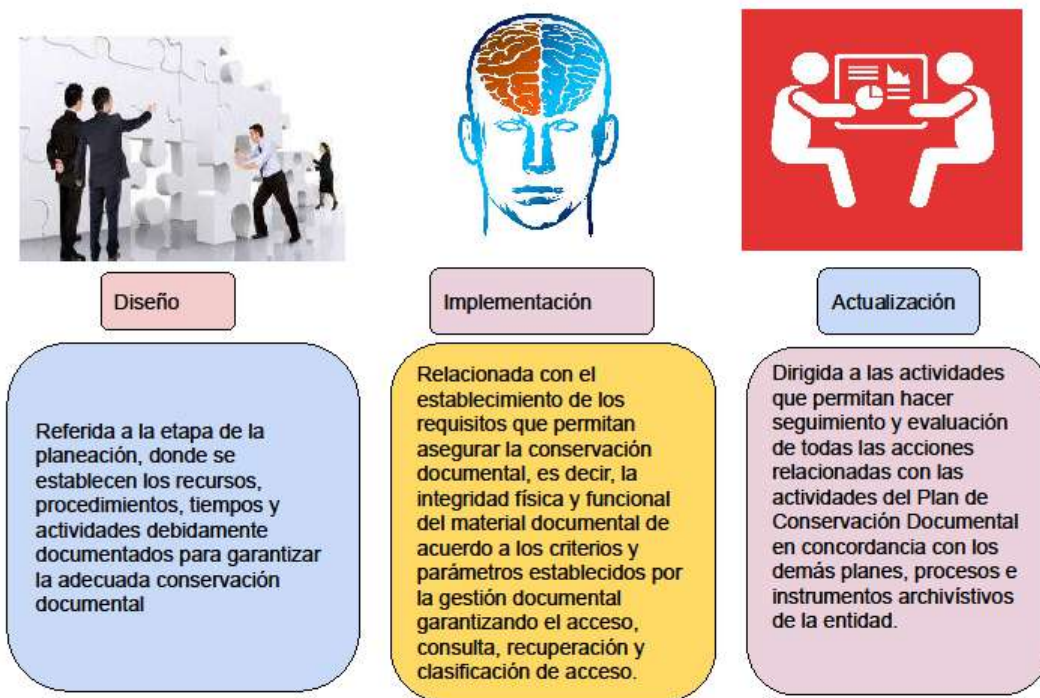 Diseño
Referida a la etapa de la
planeación, donde se
establecen los recursos,
procedimientos, tiempos y
actividades debidamente
documentados para garantizar
la adecuada conservación
documental
Implementación
Relacionada con el
establecimiento de los
requisitos que permitan
asegurar la conservación
documental, es decir, la
integridad física y funcional
del material documental de
acuerdo a los criterios y
parámetros establecidos por
la gestión documental
garantizando el acceso,
consulta, recuperación y
clasificación de acceso.
Actualización
Dirigida a las actividades
que permitan hacer
seguimiento y evaluación
de todas las acciones
relacionadas con las
actividades del Plan de
Conservación Documental
en concordancia con los
demás planes, procesos e
instrumentos archivístivos
de la entidad.